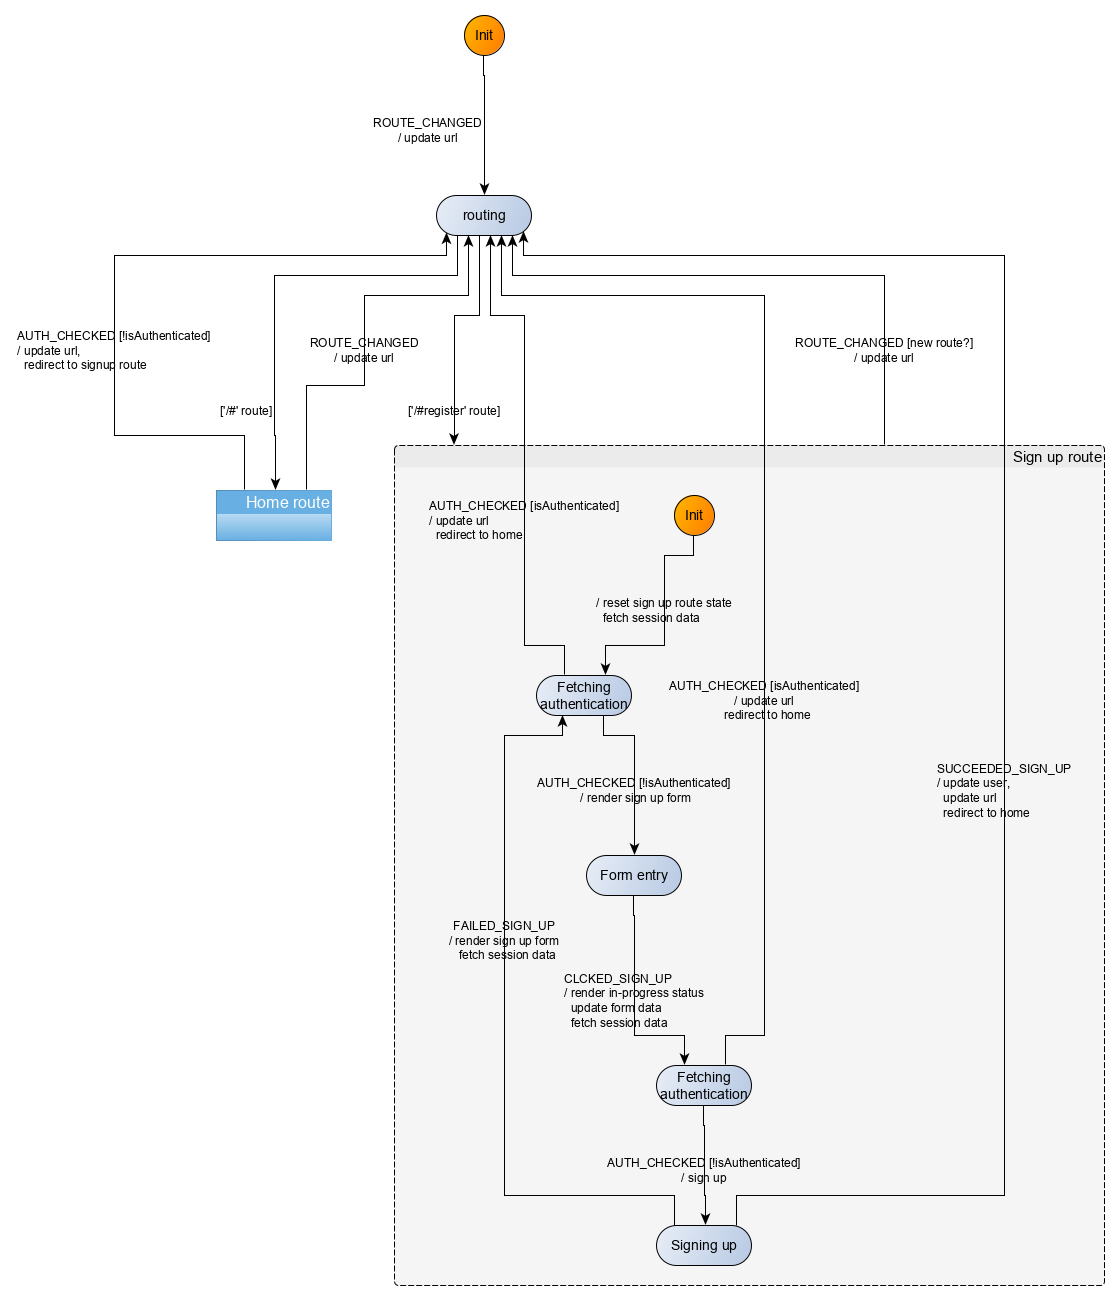 Init
ROUTE_CHANGED
/ update url
routing
AUTH_CHECKED [!isAuthenticated]
/ update url,
redirect to signup route
ROUTE_CHANGED
/ update url
ROUTE_CHANGED [new route?]
/ update url
['/#' route]
['/#register' route]
Sign up route
Home route
AUTH_CHECKED [isAuthenticated]
/ update url
redirect to home
Init
/ reset sign up route state
fetch session data
Fetching
authentication
AUTH_CHECKED [isAuthenticated]
/ update url
redirect to home
AUTH_CHECKED [!isAuthenticated]
/ render sign up form
SUCCEEDED_SIGN_UP
/ update user,
update url
redirect to home
Form entry
FAILED_SIGN_UP
/ render sign up form
fetch session data
CLCKED_SIGN_UP
/ render in-progress status
update form data
fetch session data
Fetching
authentication
AUTH_CHECKED [!isAuthenticated]
/ sign up
Signing up